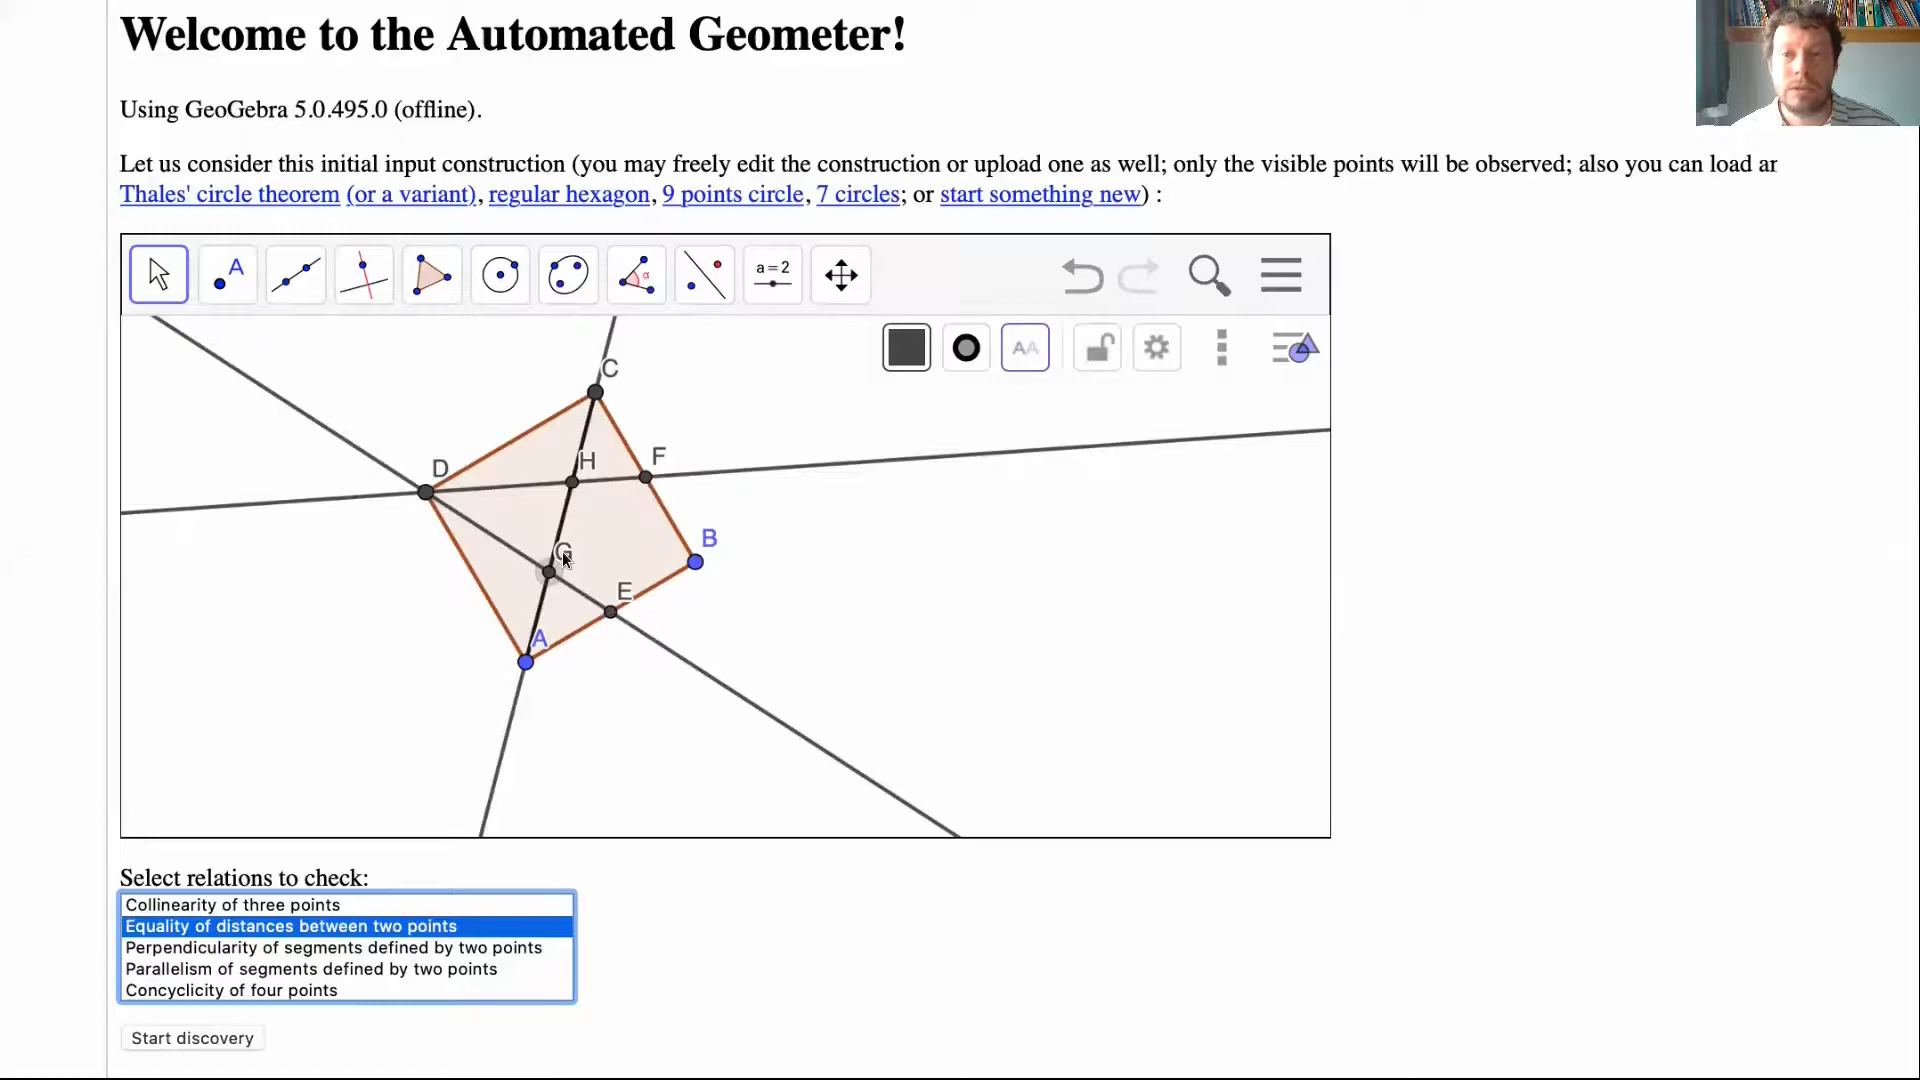 Welcome to the Automated Geometer!
Using GeoGebra 5.0.495.0 (offline).
Let us consider this initial input construction (you may freely edit the construction or upload one as well; only the visible points will be observed; also you can load ar
Thales' circle theorem (or a variant), regular hexagon, 9 points circle, 7 circles; or start something new) :
A
α
a = 2
AA
C
D
H
F
B
G
E
A
Select relations to check:
Collinearity of three points
Equality of distances between two points
Perpendicularity of segments defined by two points
Parallelism of segments defined by two points
Concyclicity of four points
Start discovery